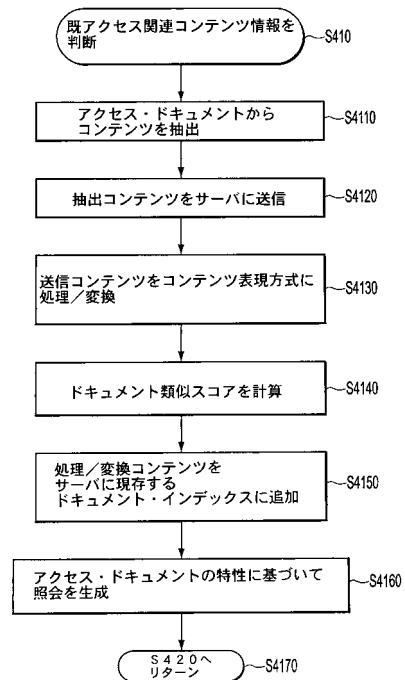 既アクセス関連コンテンツ情報を
判断
S410
アクセス・ドキュメントから
コンテンツを抽出
S4110
抽出コンテンツをサーバに送信
S4120
送信コンテンツをコンテンツ表現方式に
処理／変換
S4130
ドキュメント類似スコアを計算
S4140
処理／変換コンテンツを
サーバに現存する
ドキュメント・インデックスに追加
S4150
アクセス・ドキュメントの特性に基づいて
照会を生成
S4160
Ｓ４２０へ
リターン
S4170